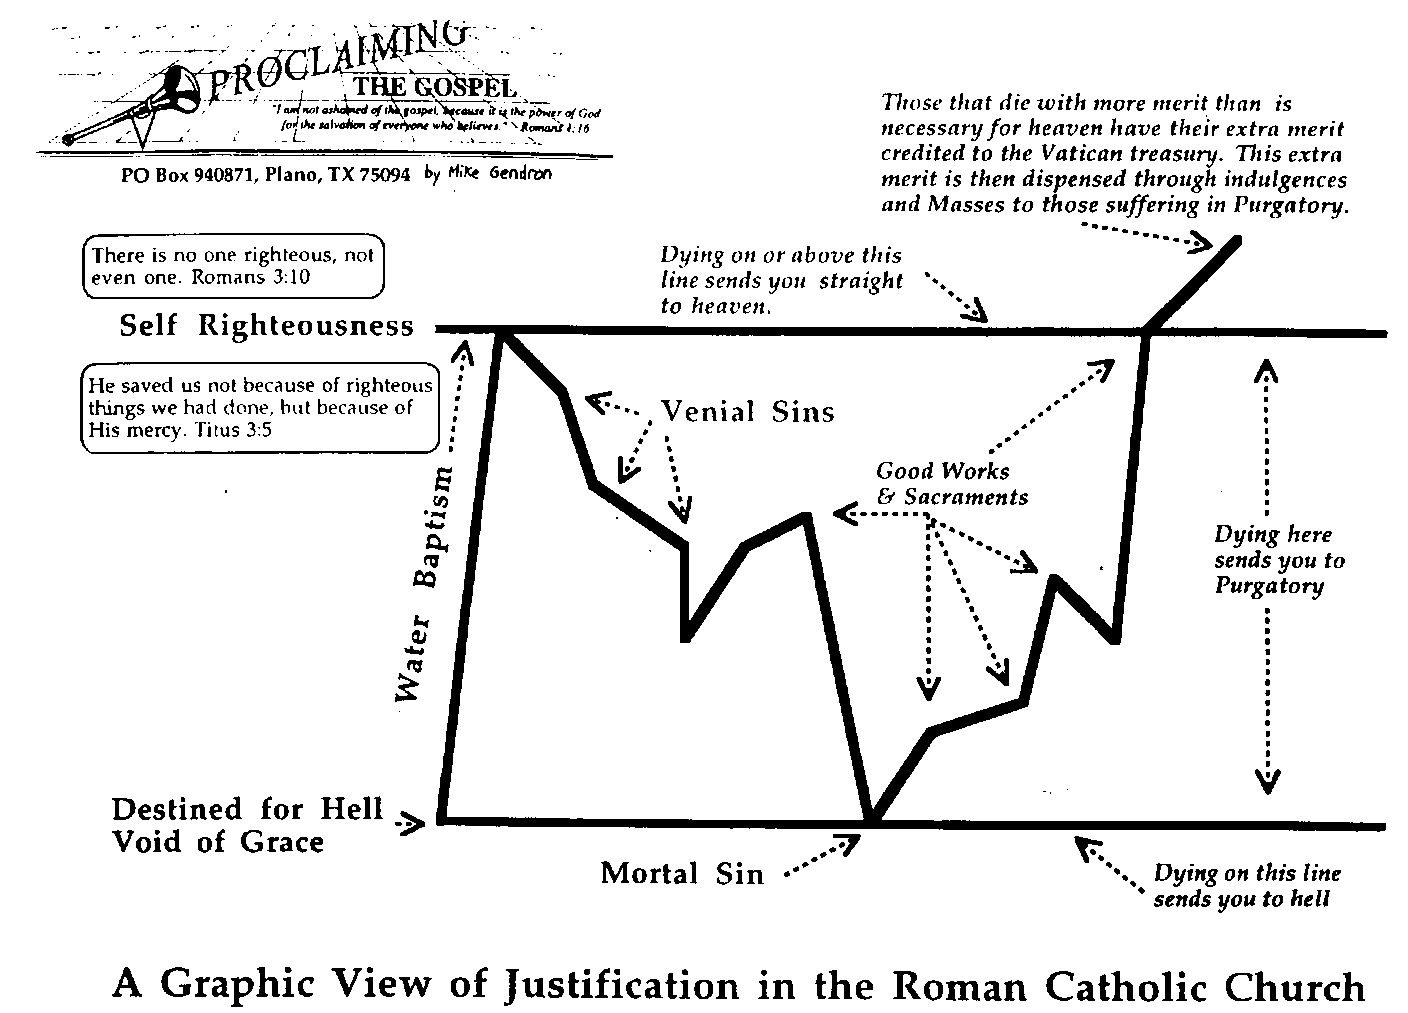 PROCLAIMING
THE GOSPEL
"I am not ashamed of the gospel, because it is the power of God
for the salvation of everyone who believes." Romans 1:16
PO Box 940871, Plano, TX 75094 by Mike Gendron
Those that die with more merit than is
necessary for heaven have their extra merit
credited to the Vatican treasury. This extra
merit is then dispensed through indulgences
and Masses to those suffering in Purgatory.
There is no one righteous, not
even one. Romans 3:10
Dying on or above this
line sends you straight
to heaven.
Self Righteousness
He saved us not because of righteous
things we had done, but because of
His mercy. Titus 3:5
Water Baptism
Venial Sins
Good Works
& Sacraments
Dying here
sends you to
Purgatory
Destined for Hell
Void of Grace
Mortal Sin
Dying on this line
sends you to hell
A Graphic View of Justification in the Roman Catholic Church